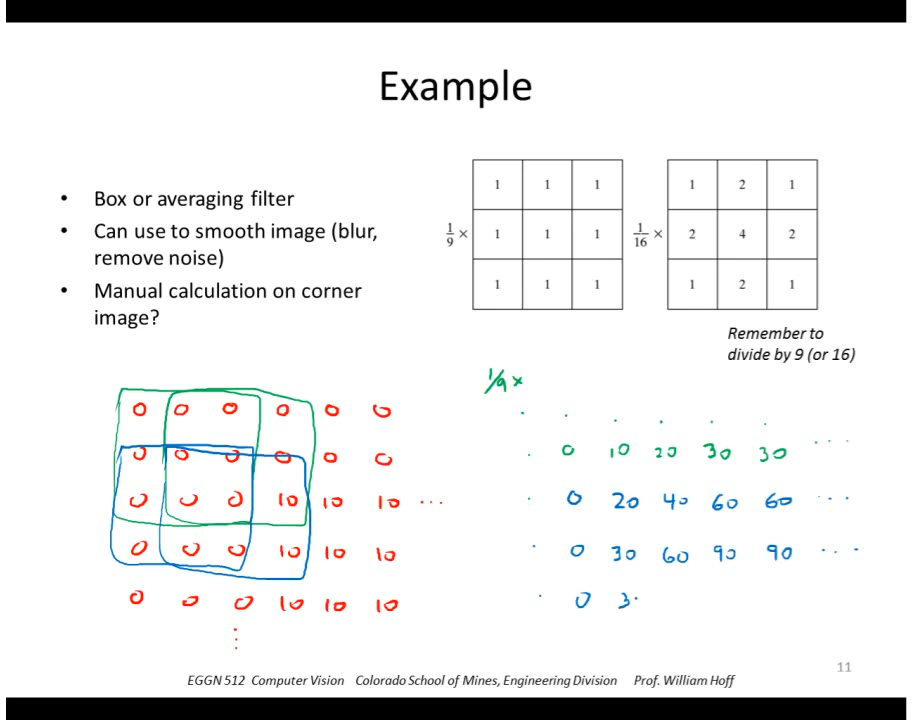 Example
• Box or averaging filter
• Can use to smooth image (blur,
remove noise)
• Manual calculation on corner
image?
1/9 ×
1 1 1
1 1 1
1 1 1
1/16 ×
1 2 1
2 4 2
1 2 1
Remember to
divide by 9 (or 16)
0 0 0 0 0 0
0 0 0 0 0 0
0 0 0 10 10 10 ...
0 0 0 10 10 10
0 0 0 10 10 10
⋮
1/9 ×
. . . . . .
. 0 10 20 30 30 ...
. 0 20 40 60 60 ...
. 0 30 60 90 90 ...
. 0 3.
EGGN 512 Computer Vision Colorado School of Mines, Engineering Division Prof. William Hoff
11